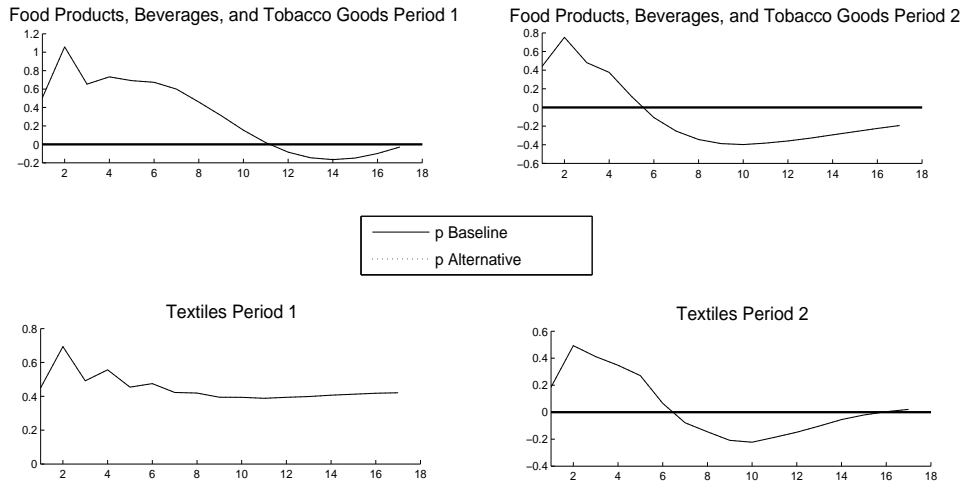 Food Products, Beverages, and Tobacco Goods Period 1
1.2
1
0.8
0.6
0.4
0.2
0
−0.2
2 4 6 8 10 12 14 16 18
Food Products, Beverages, and Tobacco Goods Period 2
0.8
0.6
0.4
0.2
0
−0.2
−0.4
−0.6
2 4 6 8 10 12 14 16 18
p Baseline
p Alternative
Textiles Period 1
0.8
0.6
0.4
0.2
0
2 4 6 8 10 12 14 16 18
Textiles Period 2
0.6
0.4
0.2
0
−0.2
−0.4
2 4 6 8 10 12 14 16 18